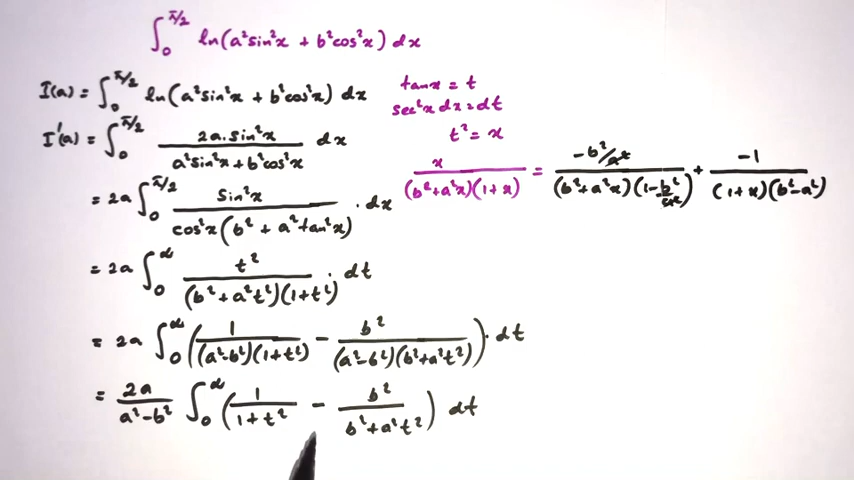 ∫₀^{π/2} ln(a²sin²x + b²cos²x) dx
I(a) = ∫₀^{π/2} ln(a²sin²x + b²cos²x) dx
tanx = t
sec²x dx = dt
t² = x
I'(a) = ∫₀^{π/2} 2a.sin²x / (a²sin²x + b²cos²x) dx
x / ((b²+a²x)(1+x)) = (-b²/a²) / ((b²+a²x)(1-b²/a²)) + -1 / ((1+x)(b²-a²))
= 2a ∫₀^{π/2} sin²x / (cos²x(b² + a²tan²x)) · dx
= 2a ∫₀^∞ t² / ((b²+a²t²)(1+t²)) · dt
= 2a ∫₀^∞ (1 / ((a²-b²)(1+t²)) - b² / ((a²-b²)(b²+a²t²))) · dt
= 2a / (a²-b²) ∫₀^∞ (1 / (1+t²) - b² / (b²+a²t²)) dt